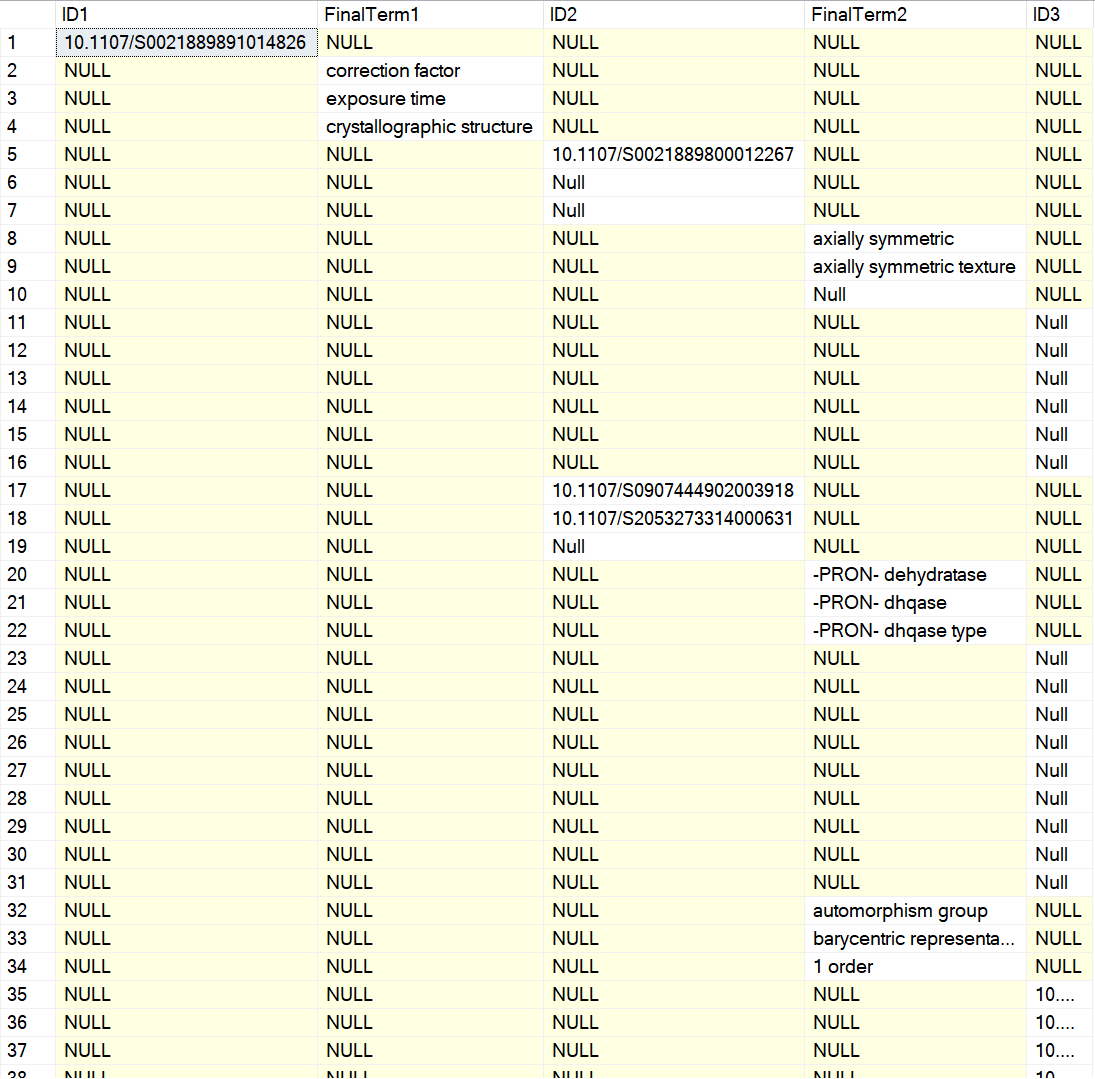 ID1 FinalTerm1 ID2 FinalTerm2 ID3
1 10.1107/S0021889891014826 NULL NULL NULL NULL
2 NULL correction factor NULL NULL NULL
3 NULL exposure time NULL NULL NULL
4 NULL crystallographic structure NULL NULL NULL
5 NULL NULL 10.1107/S0021889800012267 NULL NULL
6 NULL NULL Null NULL NULL
7 NULL NULL Null NULL NULL
8 NULL NULL NULL axially symmetric NULL
9 NULL NULL NULL axially symmetric texture NULL
10 NULL NULL NULL Null NULL
11 NULL NULL NULL NULL Null
12 NULL NULL NULL NULL Null
13 NULL NULL NULL NULL Null
14 NULL NULL NULL NULL Null
15 NULL NULL NULL NULL Null
16 NULL NULL NULL NULL Null
17 NULL NULL 10.1107/S0907444902003918 NULL NULL
18 NULL NULL 10.1107/S2053273314000631 NULL NULL
19 NULL NULL Null NULL NULL
20 NULL NULL NULL -PRON- dehydratase NULL
21 NULL NULL NULL -PRON- dhqase NULL
22 NULL NULL NULL -PRON- dhqase type NULL
23 NULL NULL NULL NULL Null
24 NULL NULL NULL NULL Null
25 NULL NULL NULL NULL Null
26 NULL NULL NULL NULL Null
27 NULL NULL NULL NULL Null
28 NULL NULL NULL NULL Null
29 NULL NULL NULL NULL Null
30 NULL NULL NULL NULL Null
31 NULL NULL NULL NULL Null
32 NULL NULL NULL automorphism group NULL
33 NULL NULL NULL barycentric representa... NULL
34 NULL NULL NULL 1 order NULL
35 NULL NULL NULL NULL 10....
36 NULL NULL NULL NULL 10....
37 NULL NULL NULL NULL 10....
38 NULL NULL NULL NULL 10